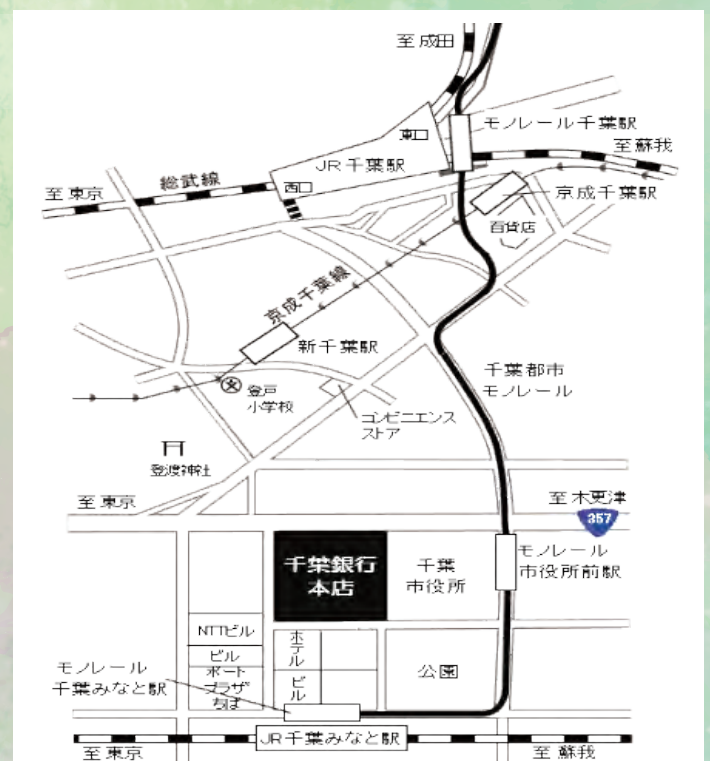 至 成田
モノレール千葉駅
東口
至 蘇我
JR 千葉駅
総武線
至 東京
西口
京成千葉駅
百貨店
京成千葉線
新千葉駅
千葉都市
モノレール
登戸
小学校
コンビニエンス
ストア
登渡神社
至 東京
至 木更津
357
千葉銀行
本店
千葉
市役所
モノレール
市役所前駅
NTTビル
ビル
ポート
プラザ
ちば
ホテル
ビル
公園
モノレール
千葉みなと駅
JR千葉みなと駅
至 東京
至 蘇我